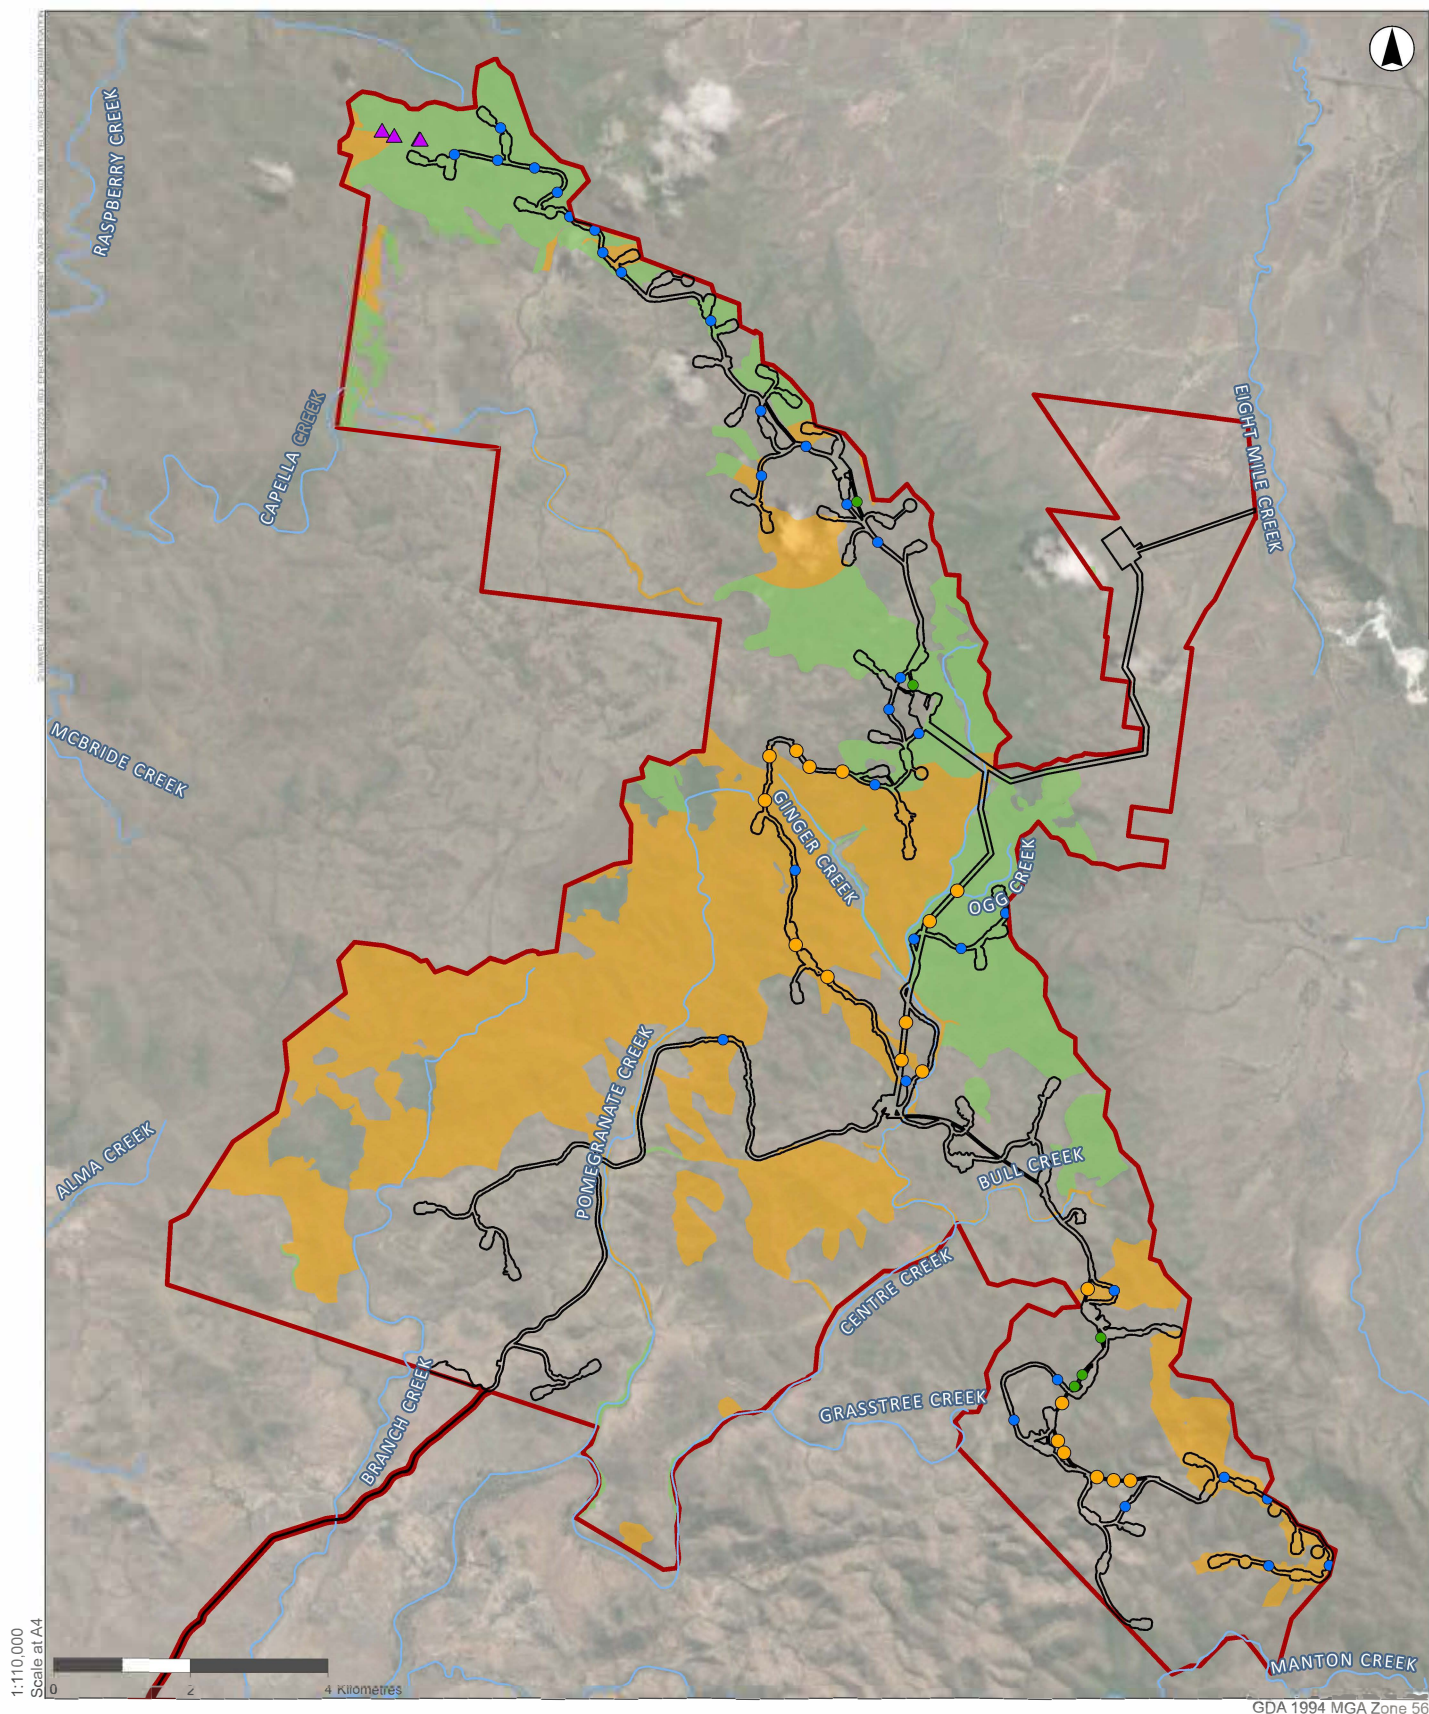 RASPBERRY CREEK
EIGHT MILE CREEK
CAPELLA CREEK
MCBRIDE CREEK
GINGER CREEK
OGG CREEK
POMEGRANATE CREEK
ALMA CREEK
BULL CREEK
CENTRE CREEK
GRASSTREE CREEK
BRANCH CREEK
MANTON CREEK
1:110,000
Scale at A4
0 2 4 Kilometres
GDA 1994 MGA Zone 56